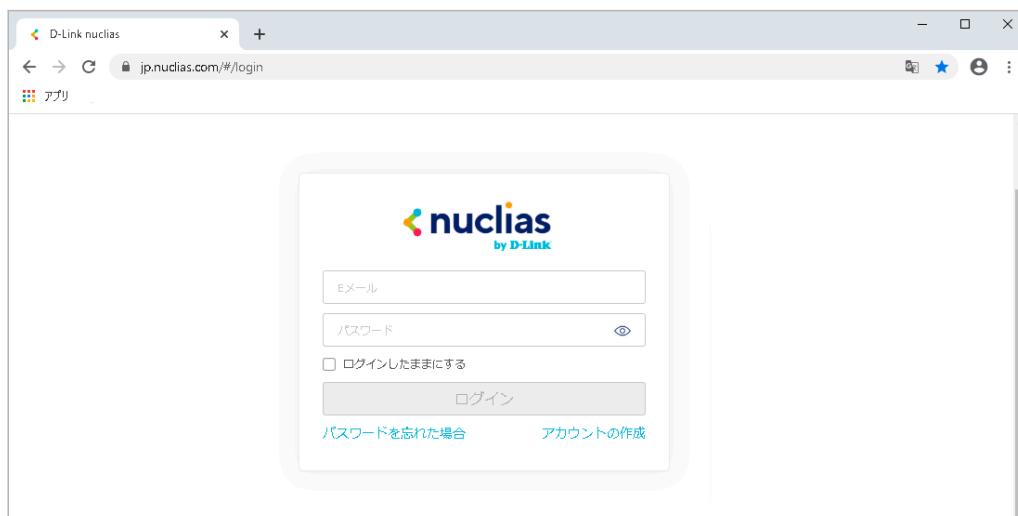 D-Link nuclias
jp.nuclias.com/#/login
アプリ
nuclias
by D-Link
Eメール
パスワード
ログインしたままにする
ログイン
パスワードを忘れた場合 アカウントの作成